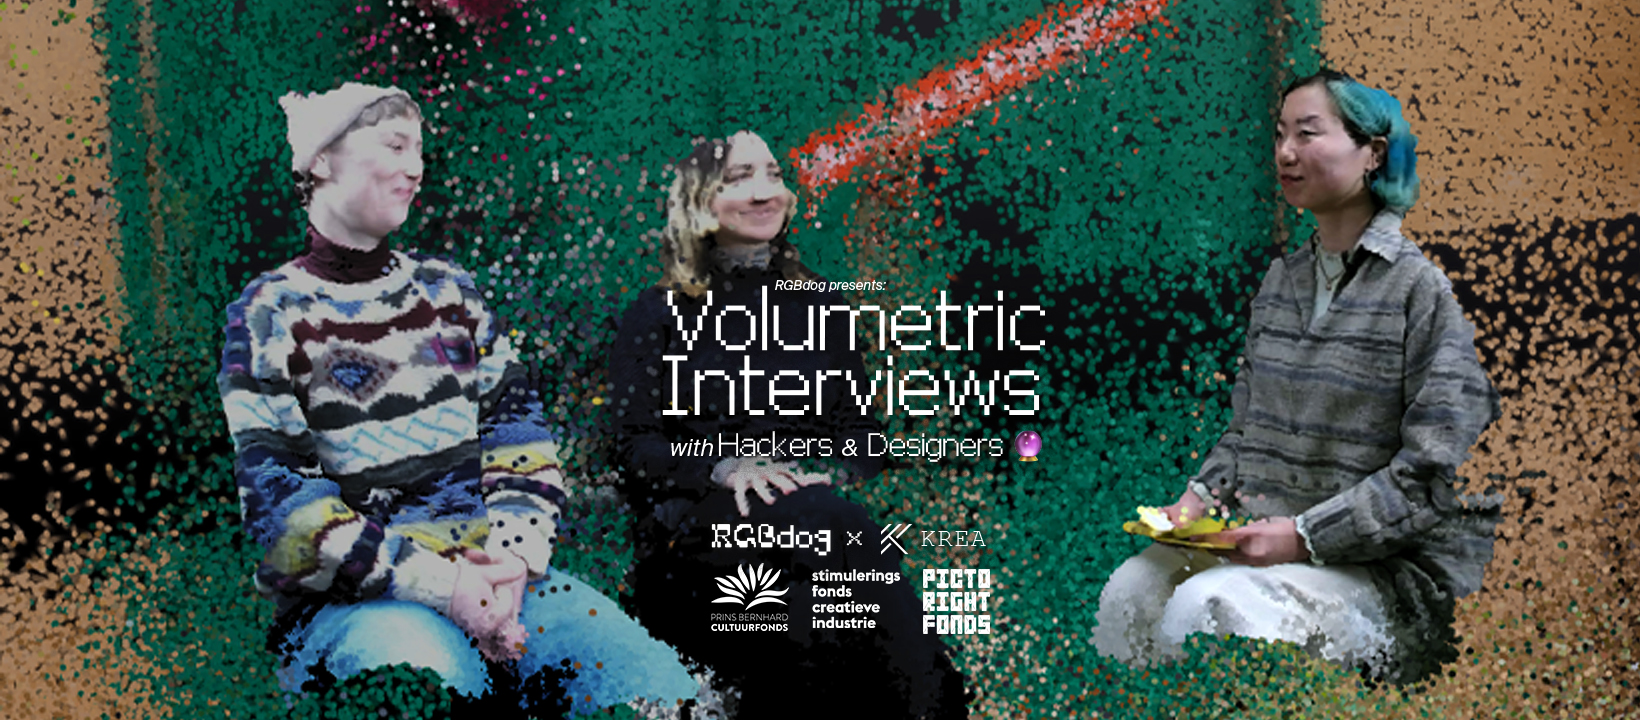 RGBdog presents:
Volumetric
Interviews
with Hackers & Designers
RGBdog x KREA
PRINS BERNHARD
CULTUURFONDS
stimulerings
fonds
creatieve
industrie
PICTO
RIGHT
FONDS